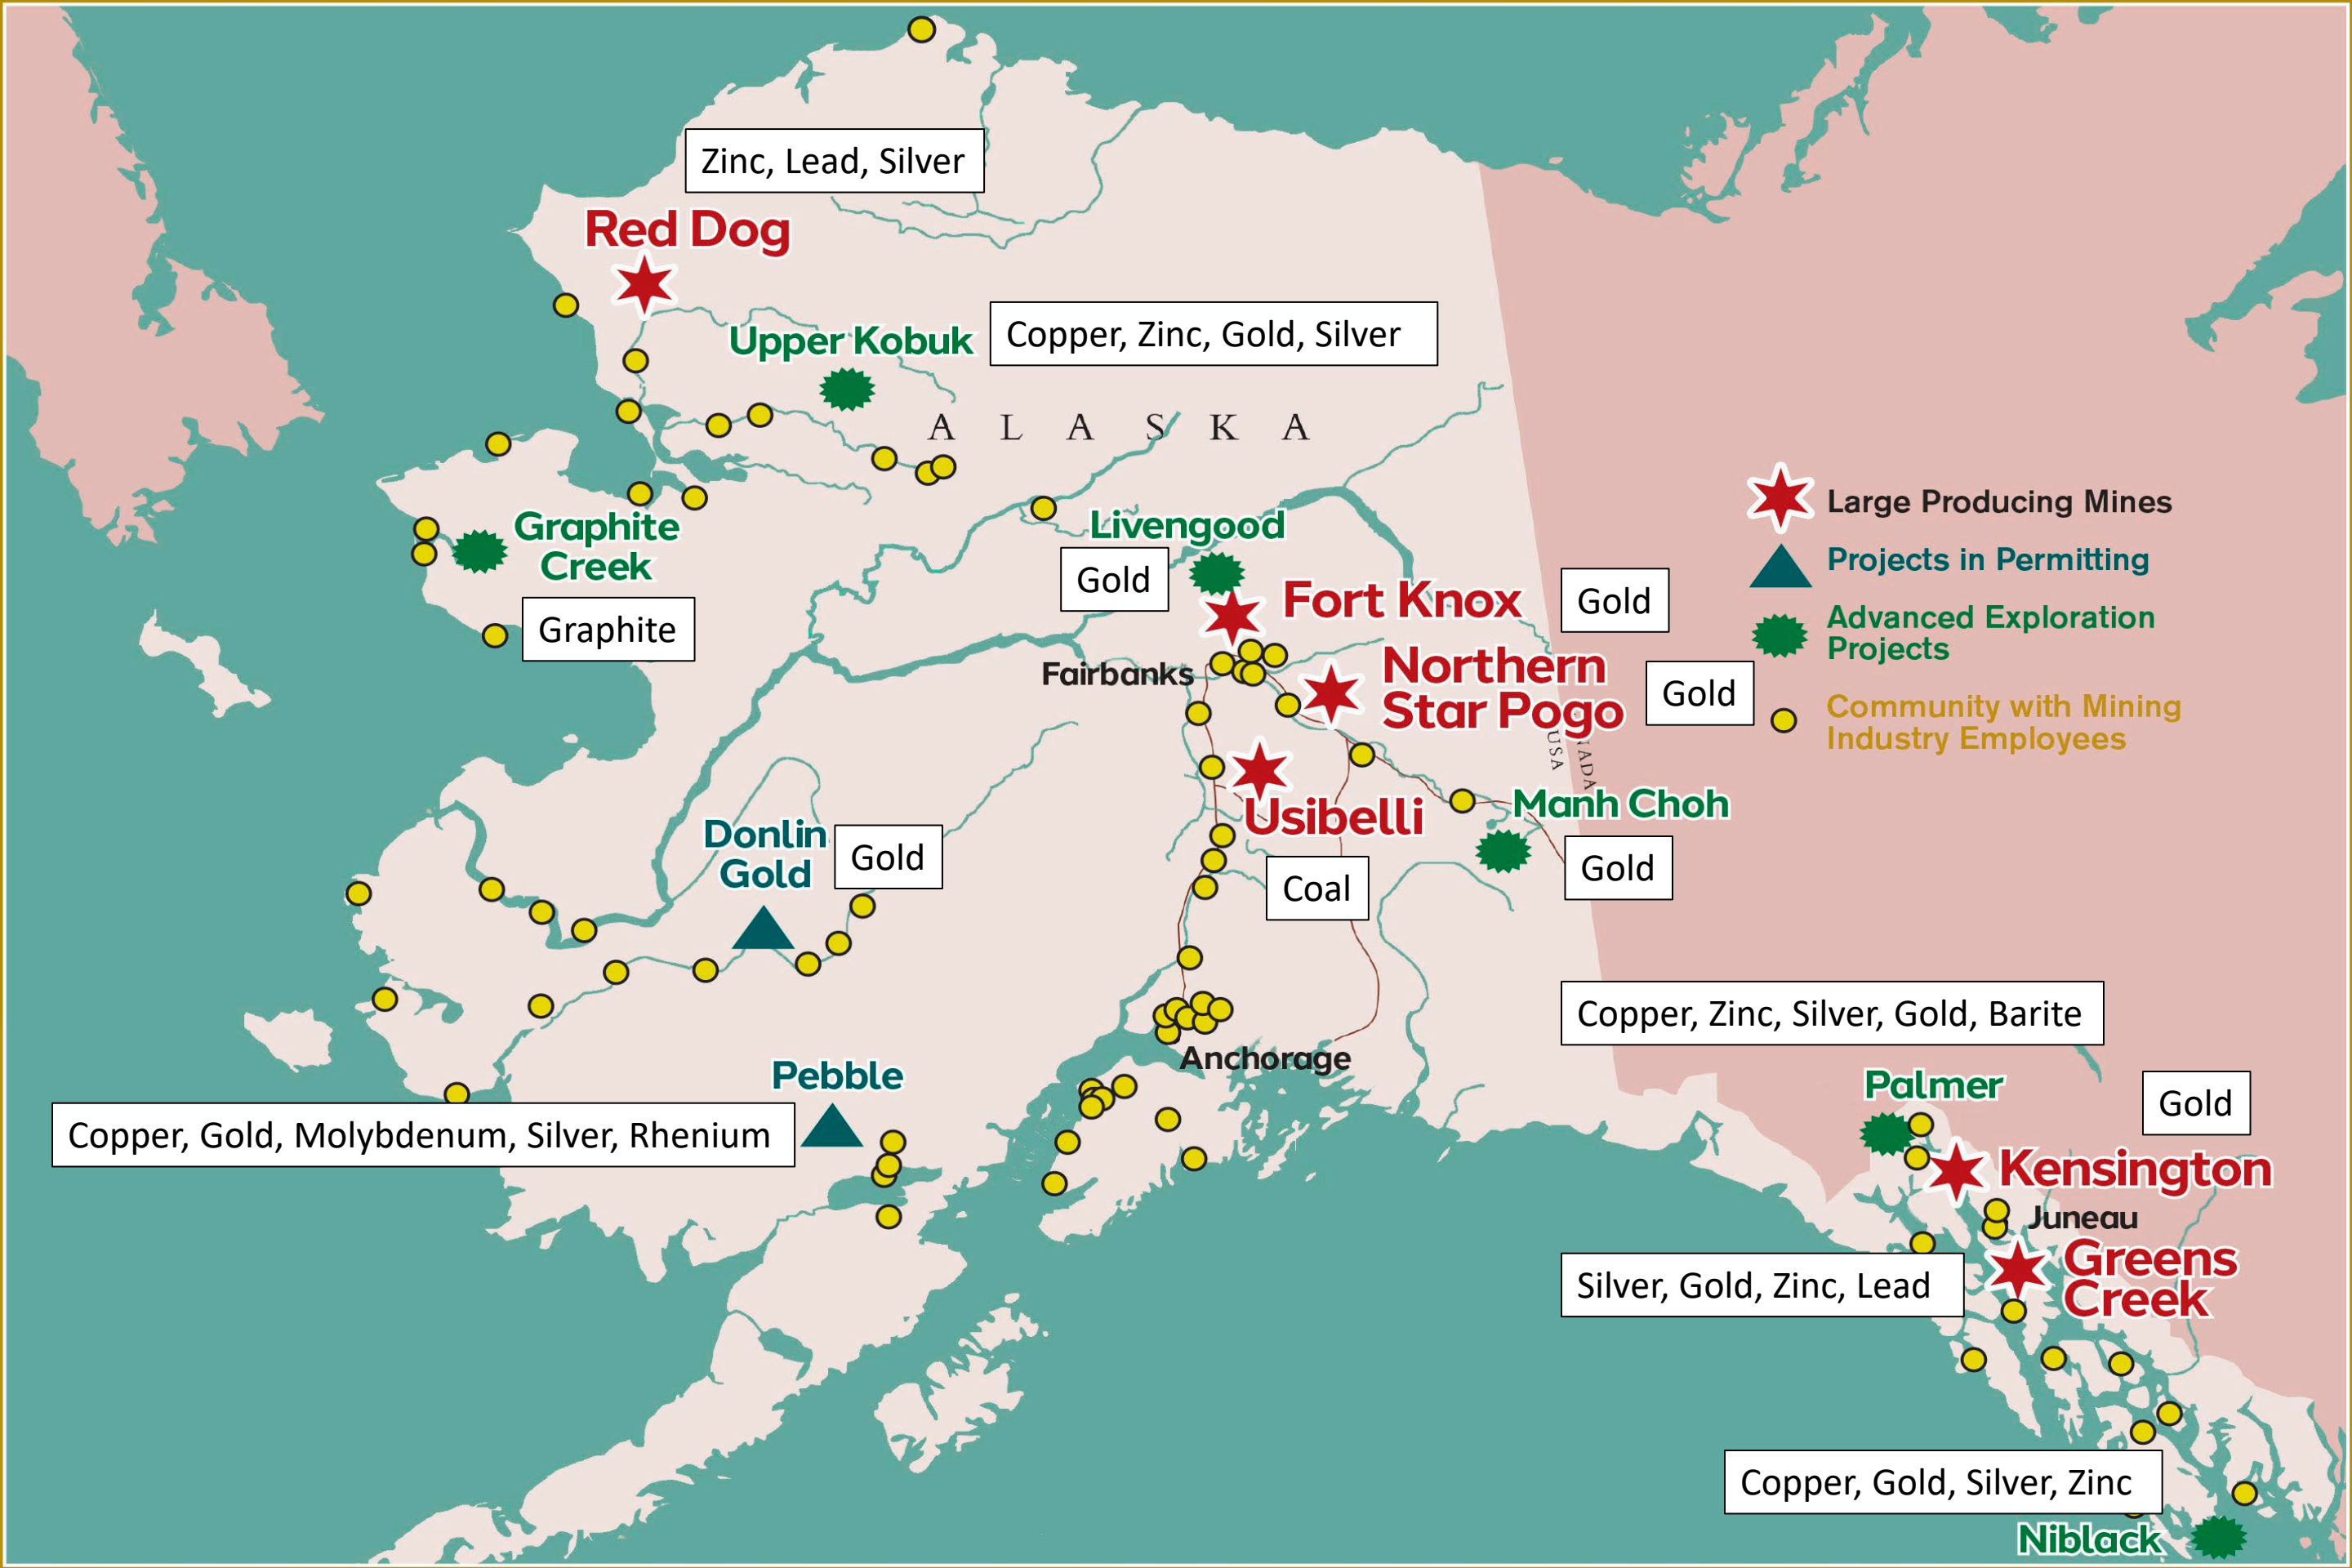 Zinc, Lead, Silver
Red Dog
Copper, Zinc, Gold, Silver
Upper Kobuk
ALASKA
Large Producing Mines
Projects in Permitting
Advanced Exploration
Projects
Community with Mining
Industry Employees
Graphite
Creek
Graphite
Livengood
Gold
Fort Knox
Gold
Fairbanks
Northern
Star Pogo
Gold
USA
Usibelli
Coal
Manh Choh
Gold
Donlin
Gold
Gold
Anchorage
Pebble
Copper, Gold, Molybdenum, Silver, Rhenium
Copper, Zinc, Silver, Gold, Barite
Palmer
Gold
Kensington
Juneau
Silver, Gold, Zinc, Lead
Greens
Creek
Copper, Gold, Silver, Zinc
Niblack